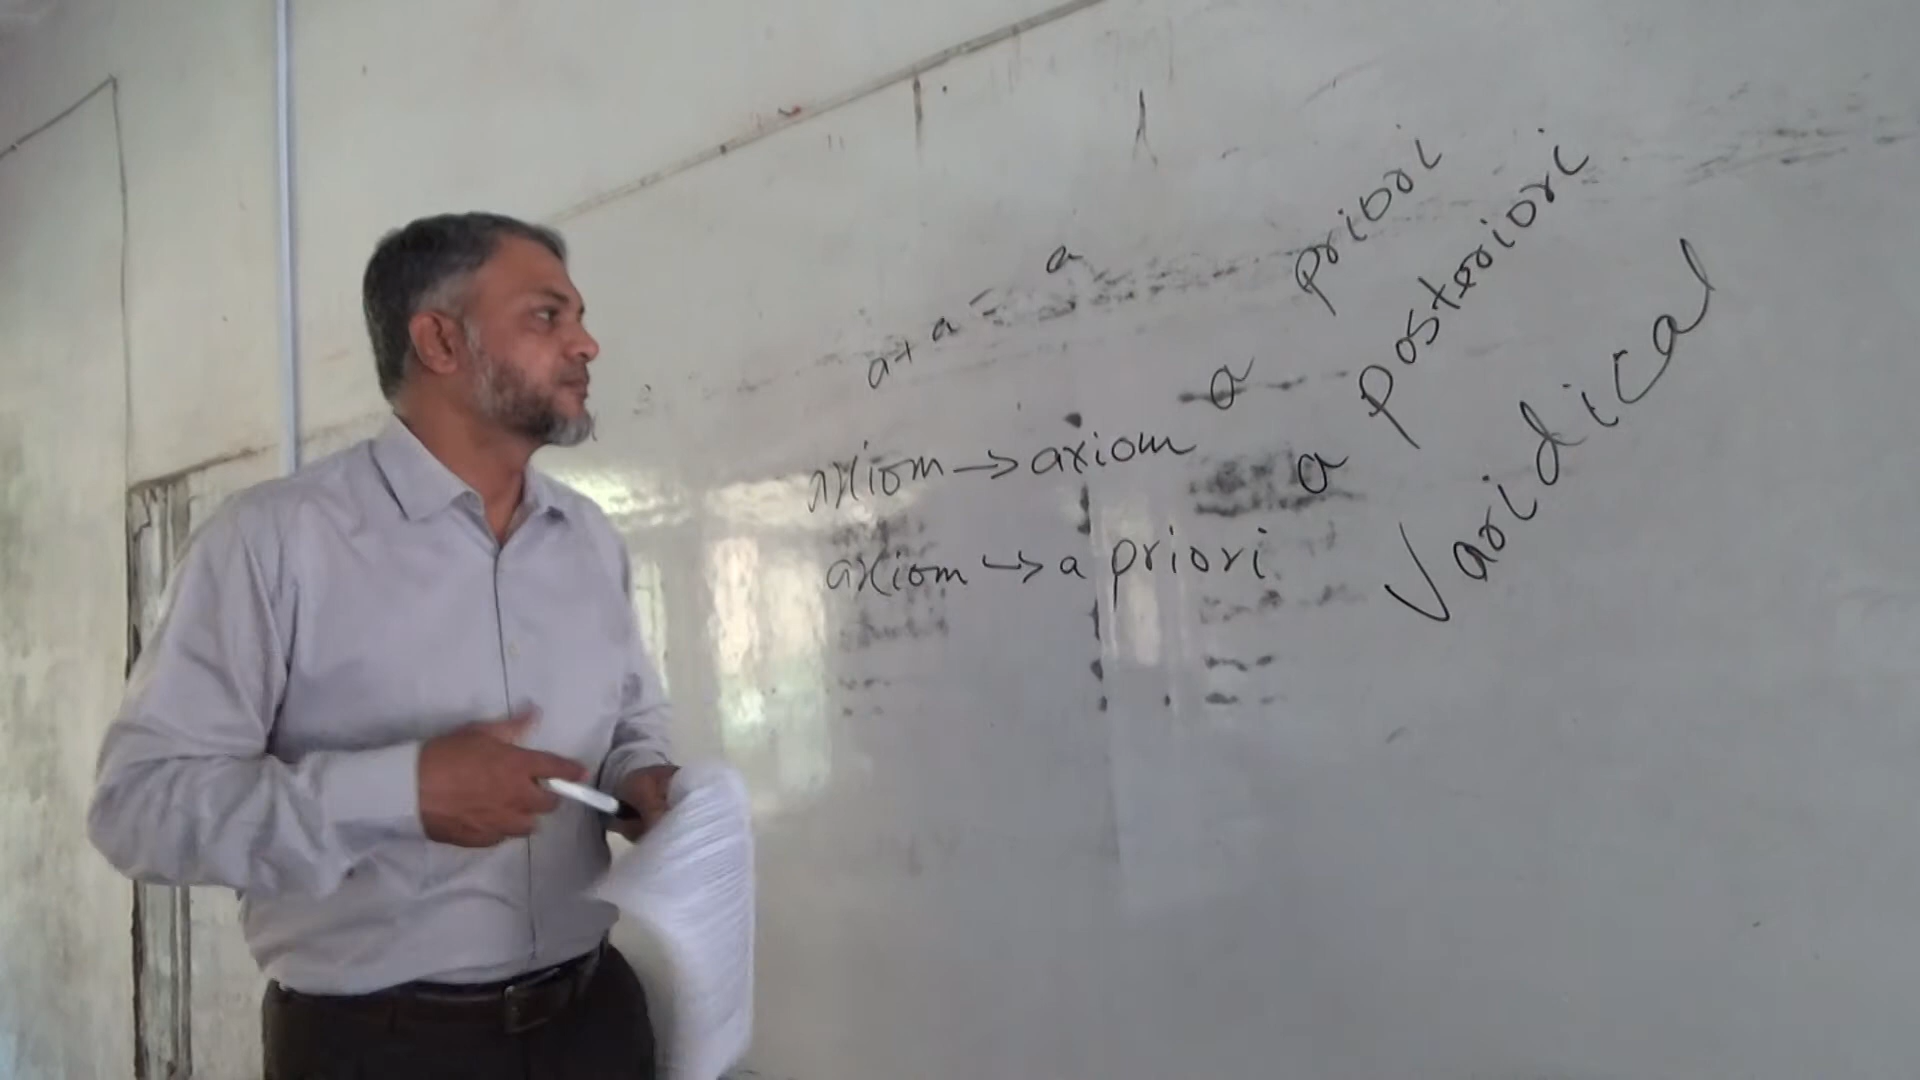 a + a = a
axiom → axiom
axiom → a priori
a priori
a posteriori
Varidical